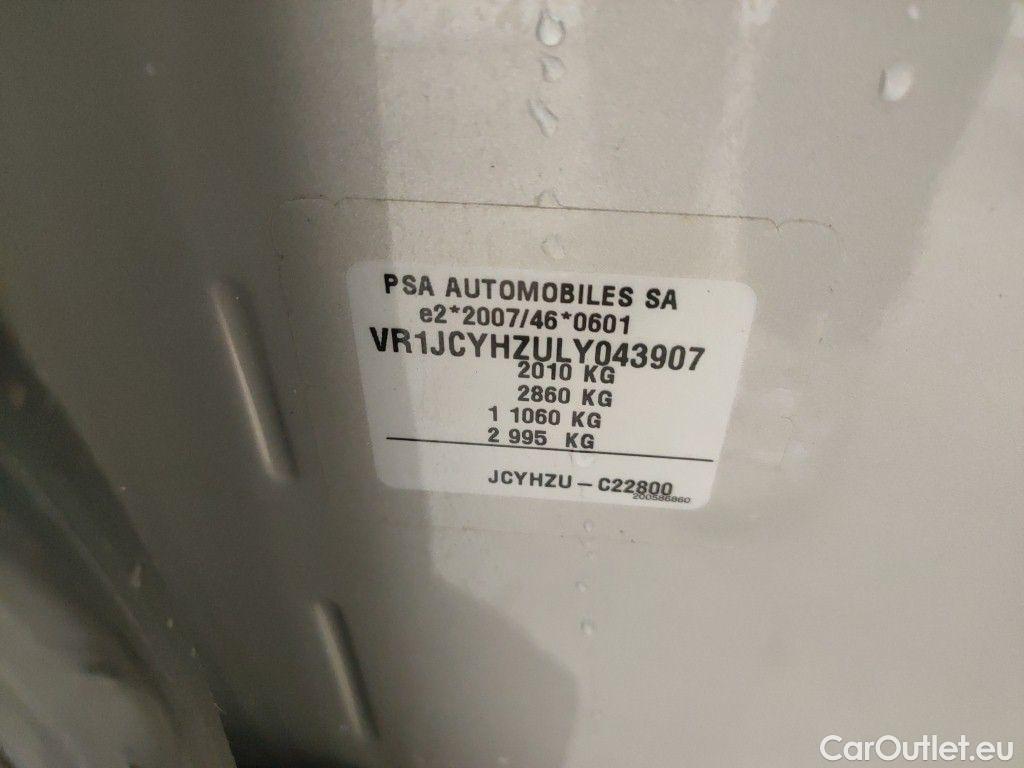 PSA AUTOMOBILES SA
e2*2007/46*0601
VR1JCYHZULY043907
2010 KG
2860 KG
1 1060 KG
2 995 KG
JCYHZU - C22800
200586860
CarOutlet.eu